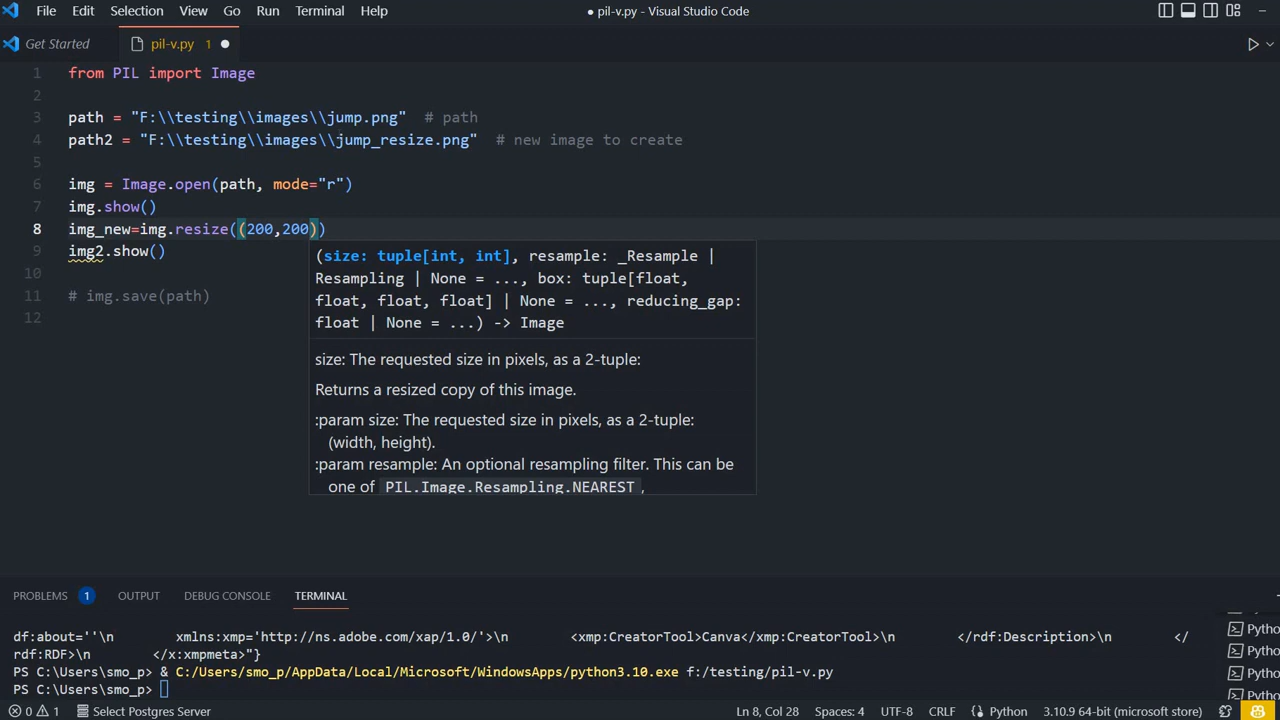 File Edit Selection View Go Run Terminal Help ● pil-v.py - Visual Studio Code
Get Started pil-v.py 1
1 from PIL import Image
2
3 path = "F:\\testing\\images\\jump.png" # path
4 path2 = "F:\\testing\\images\\jump_resize.png" # new image to create
5
6 img = Image.open(path, mode="r")
7 img.show()
8 img_new=img.resize((200,200))
9 img2.show()
10
11 # img.save(path)
12
(size: tuple[int, int], resample: _Resample |
Resampling | None = ..., box: tuple[float,
float, float, float] | None = ..., reducing_gap:
float | None = ...) -> Image
size: The requested size in pixels, as a 2-tuple:
Returns a resized copy of this image.
:param size: The requested size in pixels, as a 2-tuple:
(width, height).
:param resample: An optional resampling filter. This can be
one of PIL.Image.Resampling.NEAREST,
PROBLEMS 1 OUTPUT DEBUG CONSOLE TERMINAL
df:about=''\n xmlns:xmp='http://ns.adobe.com/xap/1.0/'>\n <xmp:CreatorTool>Canva</xmp:CreatorTool>\n </rdf:Description>\n </
rdf:RDF>\n </x:xmpmeta>"}
PS C:\Users\smo_p> & C:/Users/smo_p/AppData/Local/Microsoft/WindowsApps/python3.10.exe f:/testing/pil-v.py
PS C:\Users\smo_p>
Pytho
Pytho
Pytho
Pytho
0 1 Select Postgres Server Ln 8, Col 28 Spaces: 4 UTF-8 CRLF Python 3.10.9 64-bit (microsoft store)